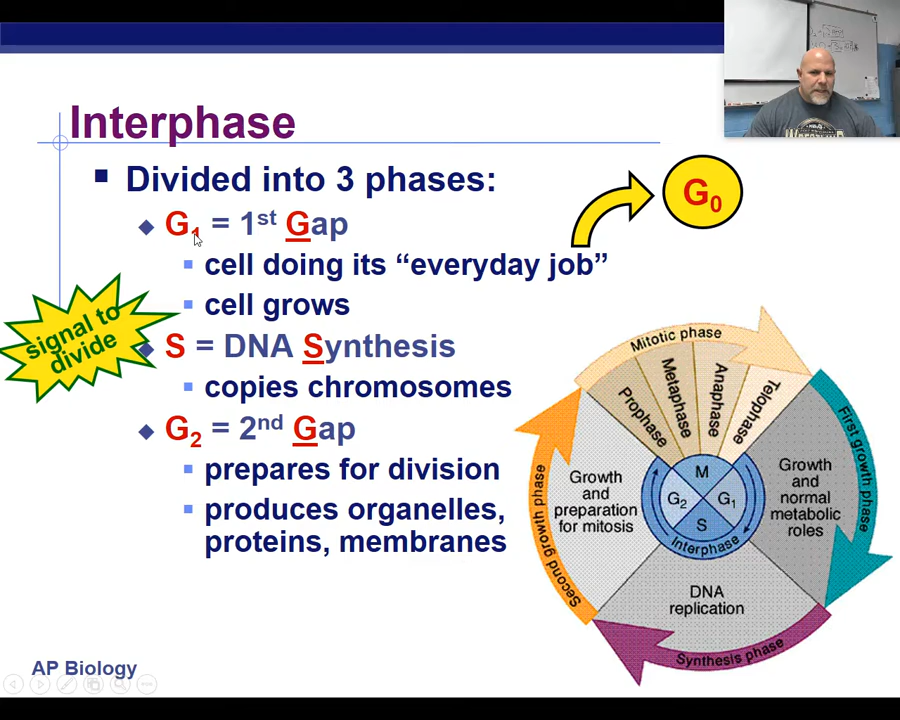 Interphase
Divided into 3 phases:
G₁ = 1ˢᵗ Gap
cell doing its “everyday job”
cell grows
G₀
signal to
divide
S = DNA Synthesis
copies chromosomes
G₂ = 2ⁿᵈ Gap
prepares for division
produces organelles,
proteins, membranes
Mitotic phase
Prophase
Metaphase
Anaphase
Telophase
First growth phase
Growth
and
normal
metabolic
roles
Growth
and
preparation
for mitosis
Second growth phase
M
G₂
G₁
S
Interphase
DNA
replication
Synthesis phase
AP Biology